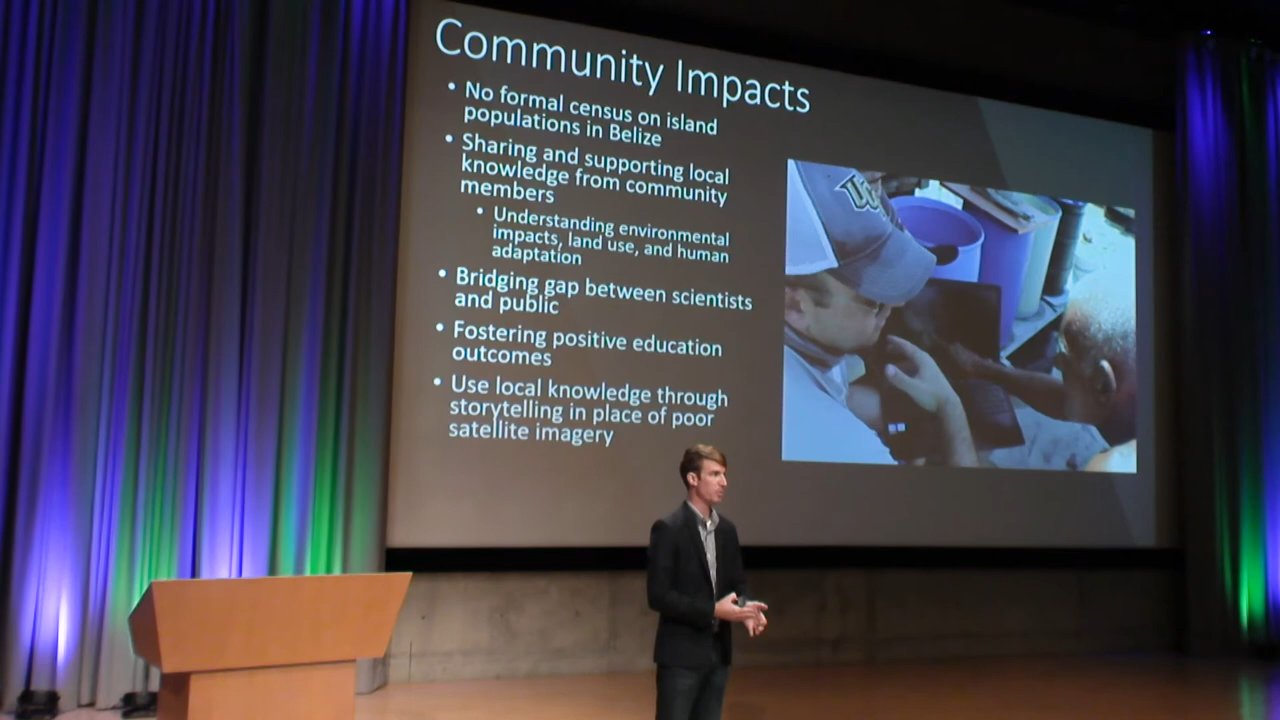 Community Impacts
• No formal census on island
populations in Belize
• Sharing and supporting local
knowledge from community
members
• Understanding environmental
impacts, land use, and human
adaptation
• Bridging gap between scientists
and public
• Fostering positive education
outcomes
• Use local knowledge through
storytelling in place of poor
satellite imagery